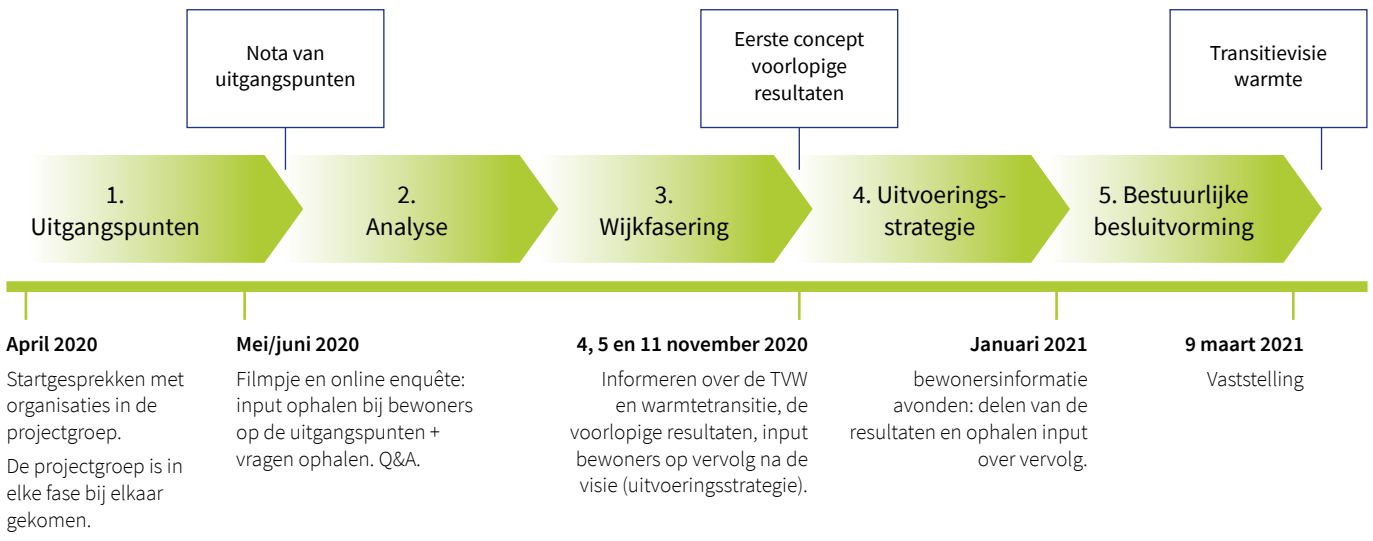 Nota van
uitgangspunten
Eerste concept
voorlopige
resultaten
Transitievisie
warmte
1.
Uitgangspunten
2.
Analyse
3.
Wijkfasering
4. Uitvoerings-
strategie
5. Bestuurlijke
besluitvorming
April 2020
Startgesprekken met
organisaties in de
projectgroep.
De projectgroep is in
elke fase bij elkaar
gekomen.
Mei/juni 2020
Filmpje en online enquête:
input ophalen bij bewoners
op de uitgangspunten +
vragen ophalen. Q&A.
4, 5 en 11 november 2020
Informeren over de TVW
en warmtetransitie, de
voorlopige resultaten, input
bewoners op vervolg na de
visie (uitvoeringsstrategie).
Januari 2021
bewonersinformatie
avonden: delen van de
resultaten en ophalen input
over vervolg.
9 maart 2021
Vaststelling